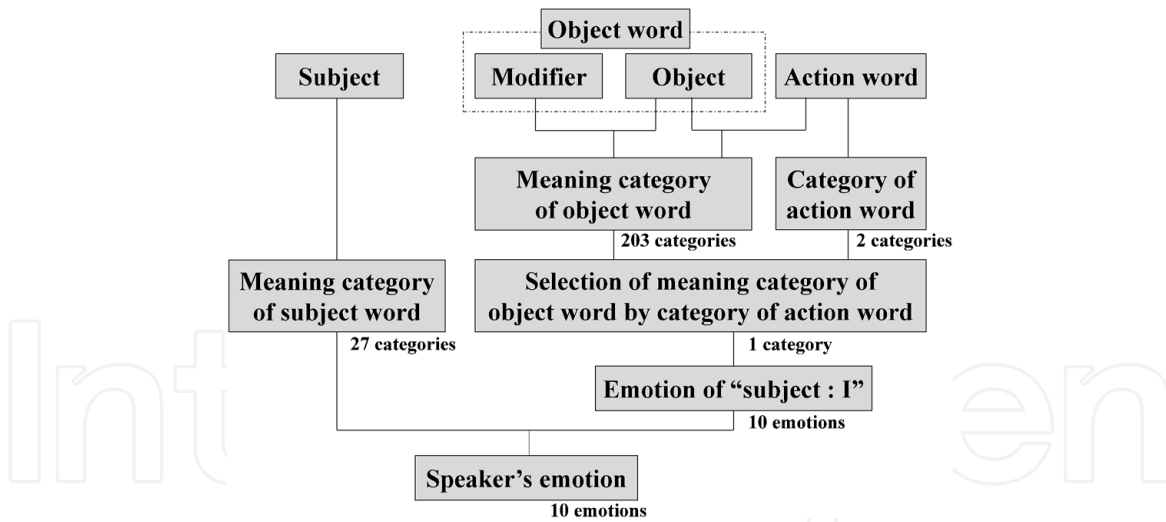 Object word
Subject
Modifier
Object
Action word
Meaning category
of object word
Category of
action word
203 categories
2 categories
Meaning category
of subject word
Selection of meaning category of
object word by category of action word
27 categories
1 category
Emotion of “subject : I”
10 emotions
Speaker’s emotion
10 emotions